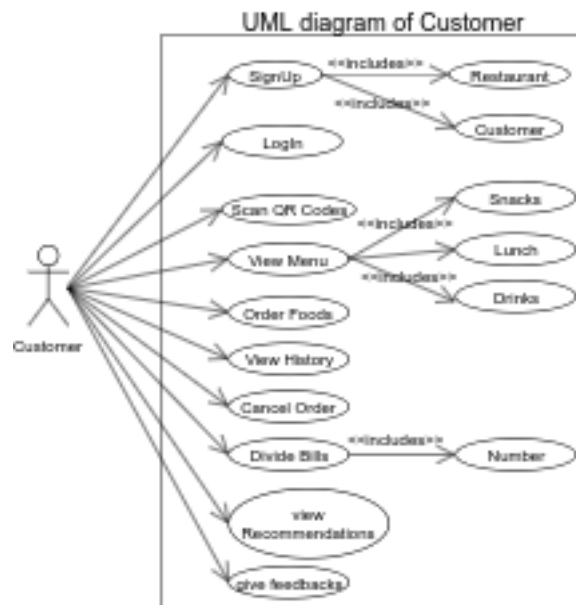 UML diagram of Customer
<<includes>>
SignUp
Restaurant
<<includes>>
Customer
LogIn
Scan QR Codes
Snacks
<<includes>>
View Menu
Lunch
<<includes>>
Drinks
Order Foods
Customer
View History
Cancel Order
<<includes>>
Divide Bills
Number
view
Recommendations
give feedbacks